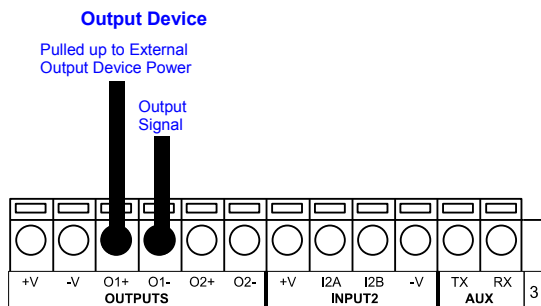 Output Device
Pulled up to External
Output Device Power
Output
Signal
+V -V O1+ O1- O2+ O2- +V I2A I2B -V TX RX 3
OUTPUTS INPUT2 AUX